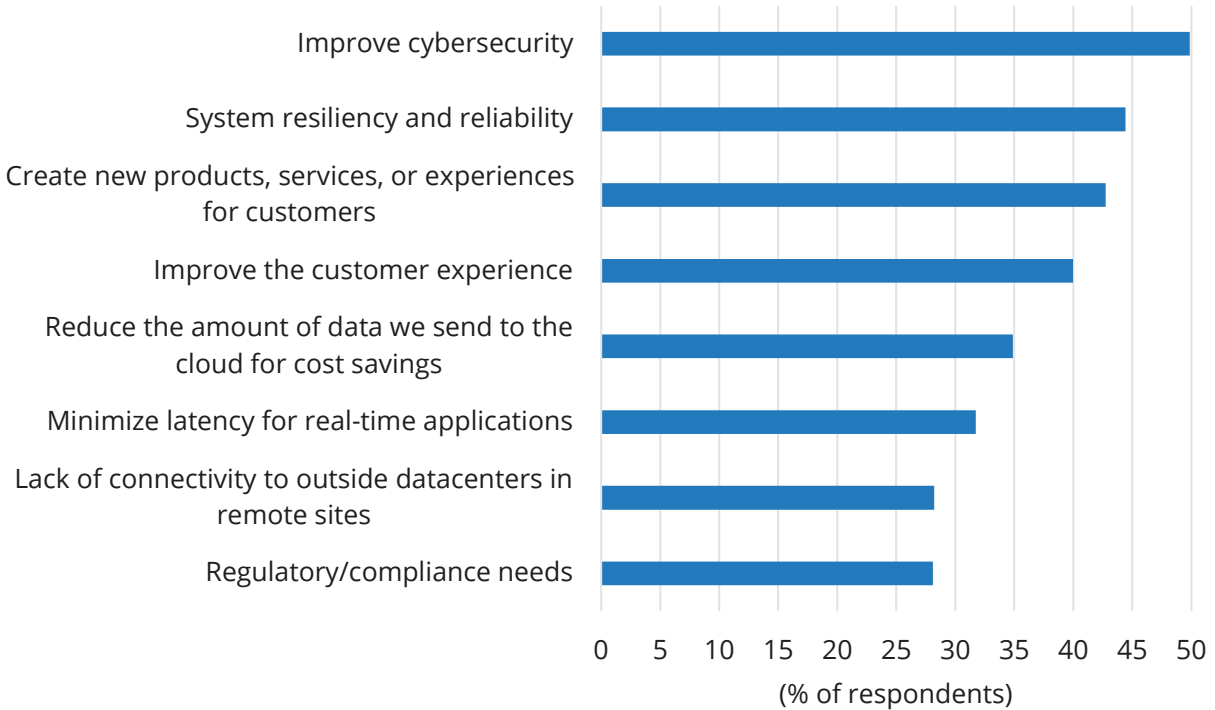 Improve cybersecurity
System resiliency and reliability
Create new products, services, or experiences
for customers
Improve the customer experience
Reduce the amount of data we send to the
cloud for cost savings
Minimize latency for real-time applications
Lack of connectivity to outside datacenters in
remote sites
Regulatory/compliance needs
0 5 10 15 20 25 30 35 40 45 50
(% of respondents)